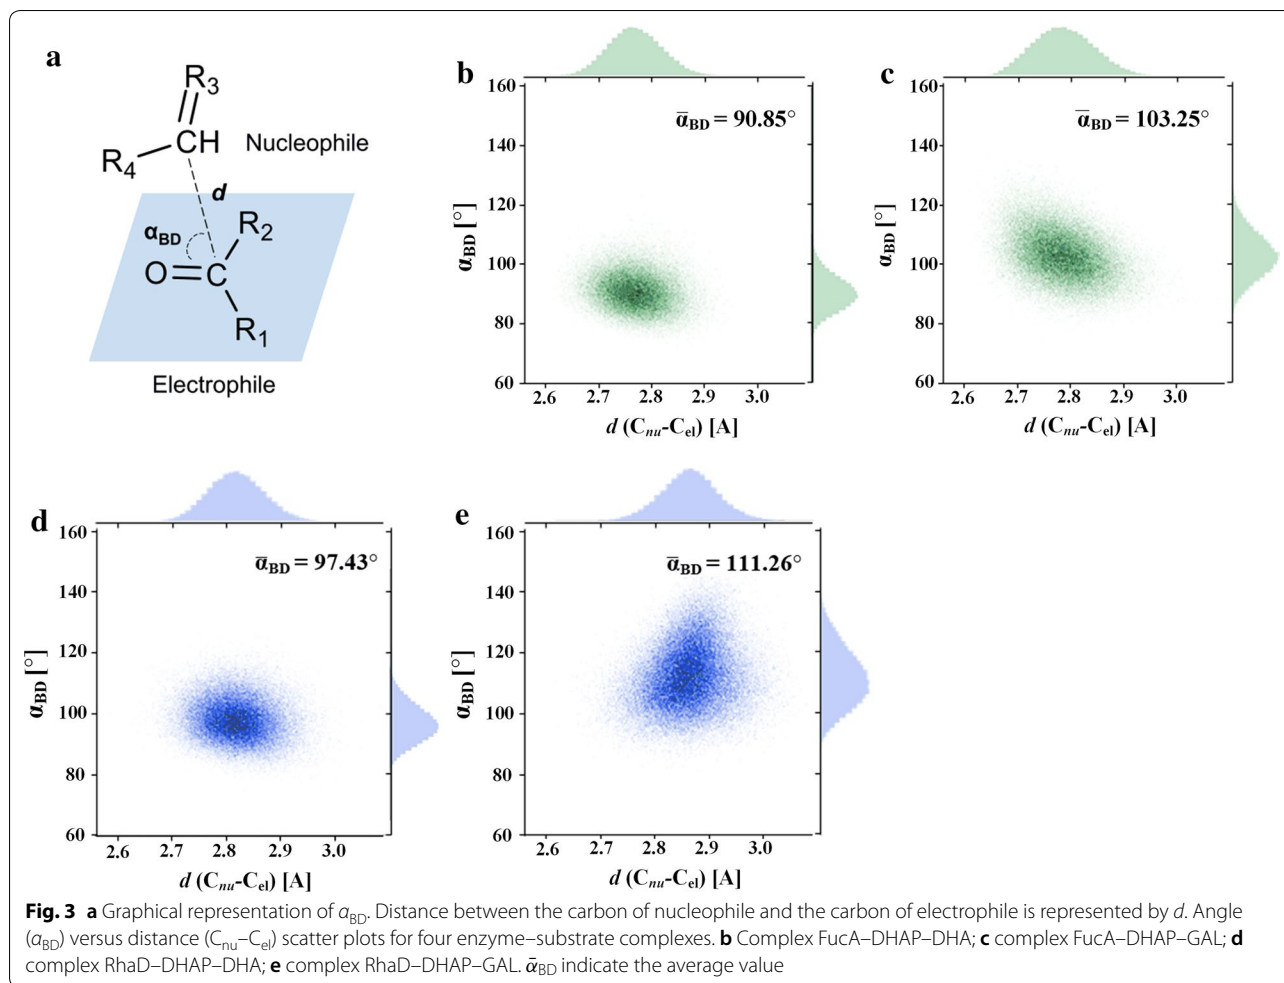 a
R3
CH
R4
Nucleophile
d
αBD
R2
O
C
R1
Electrophile
b
160
140
120
100
80
60
αBD [°]
ᾱBD = 90.85°
2.6 2.7 2.8 2.9 3.0
d (Cnu-Cel) [A]
c
160
140
120
100
80
60
αBD [°]
ᾱBD = 103.25°
2.6 2.7 2.8 2.9 3.0
d (Cnu-Cel) [A]
d
160
140
120
100
80
60
αBD [°]
ᾱBD = 97.43°
2.6 2.7 2.8 2.9 3.0
d (Cnu-Cel) [A]
e
160
140
120
100
80
60
αBD [°]
ᾱBD = 111.26°
2.6 2.7 2.8 2.9 3.0
d (Cnu-Cel) [A]
Fig. 3 a Graphical representation of αBD. Distance between the carbon of nucleophile and the carbon of electrophile is represented by d. Angle
(αBD) versus distance (Cnu–Cel) scatter plots for four enzyme–substrate complexes. b Complex FucA–DHAP–DHA; c complex FucA–DHAP–GAL; d
complex RhaD–DHAP–DHA; e complex RhaD–DHAP–GAL. ᾱBD indicate the average value